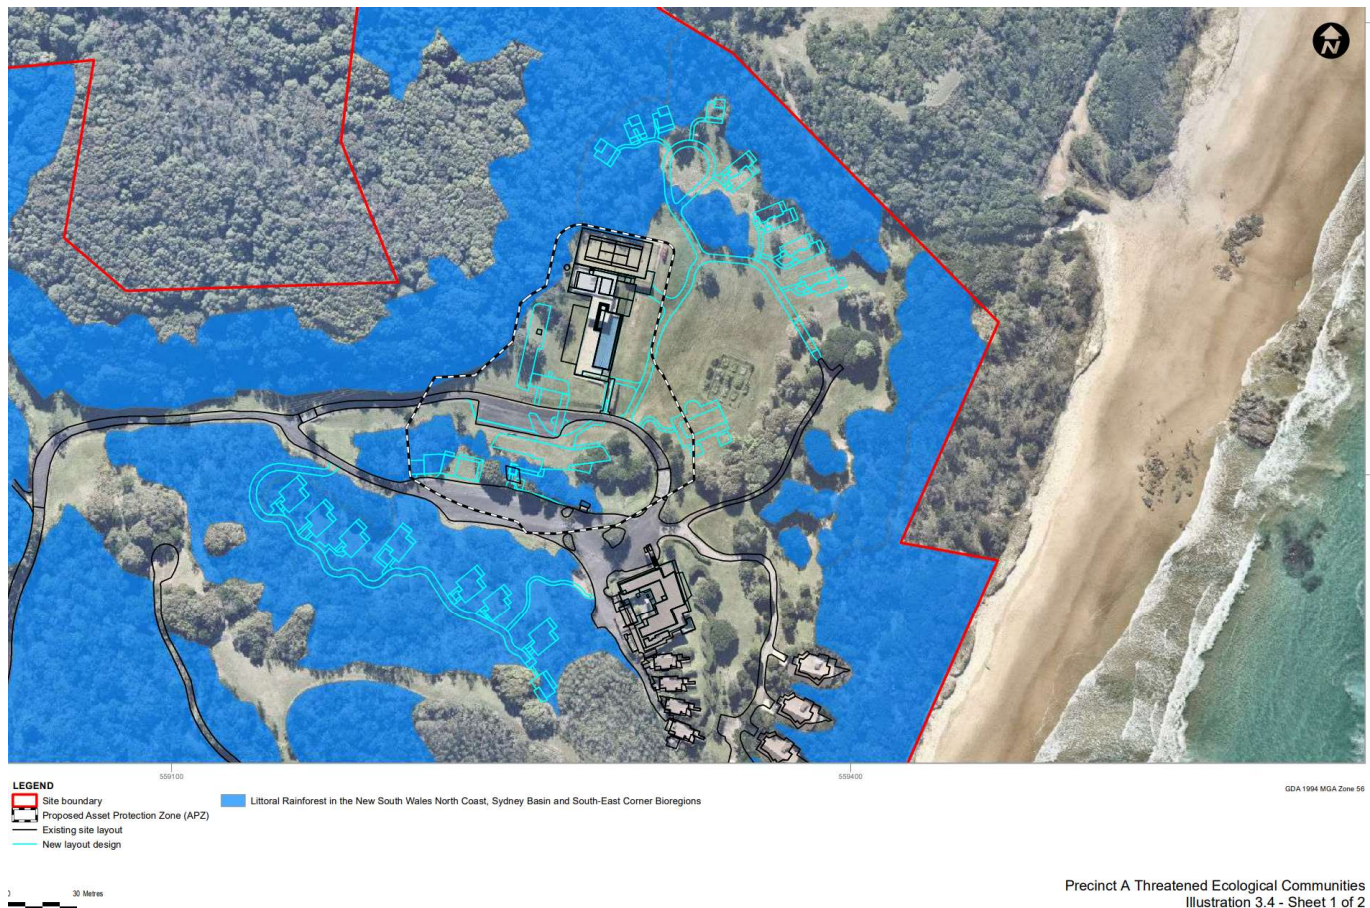 N
559100
559400
GDA 1994 MGA Zone 56
LEGEND
Site boundary
Proposed Asset Protection Zone (APZ)
Existing site layout
New layout design
Littoral Rainforest in the New South Wales North Coast, Sydney Basin and South-East Corner Bioregions
0 30 Metres
Precinct A Threatened Ecological Communities
Illustration 3.4 - Sheet 1 of 2